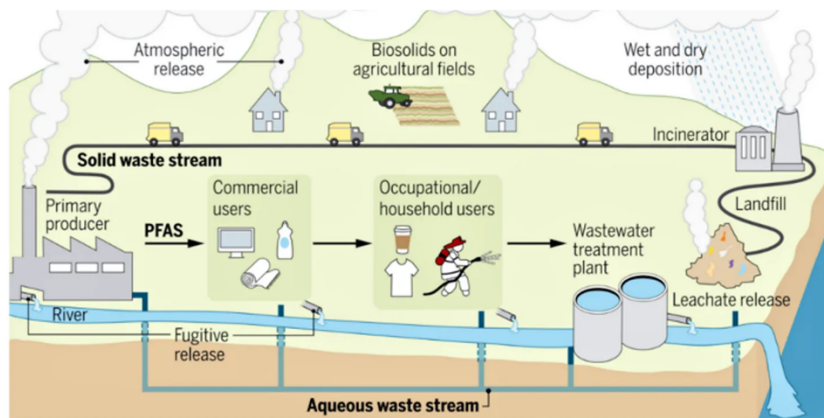 Atmospheric
release
Biosolids on
agricultural fields
Wet and dry
deposition
Incinerator
Solid waste stream
Primary
producer
PFAS
Commercial
users
Occupational/
household users
Wastewater
treatment
plant
Landfill
Leachate release
River
Fugitive
release
Aqueous waste stream